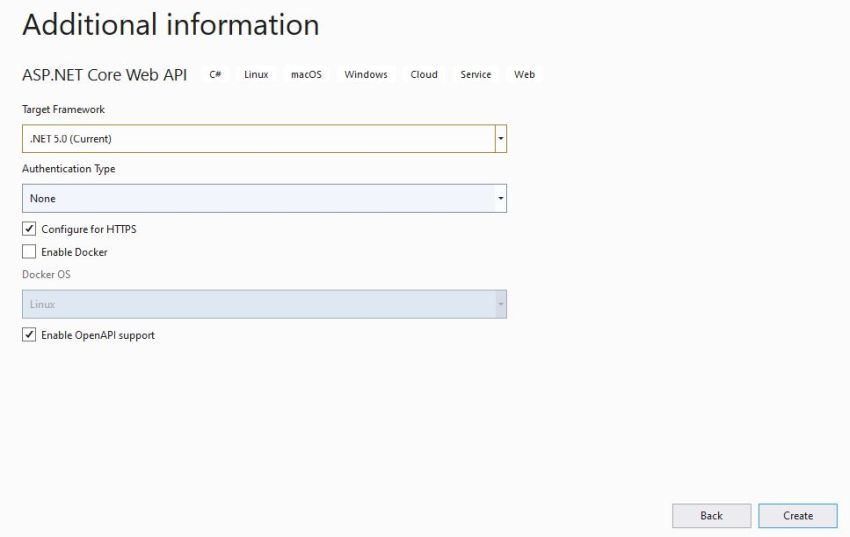 Additional information
ASP.NET Core Web API C# Linux macOS Windows Cloud Service Web
Target Framework
.NET 5.0 (Current)
Authentication Type
None
Configure for HTTPS
Enable Docker
Docker OS
Linux
Enable OpenAPI support
Back Create